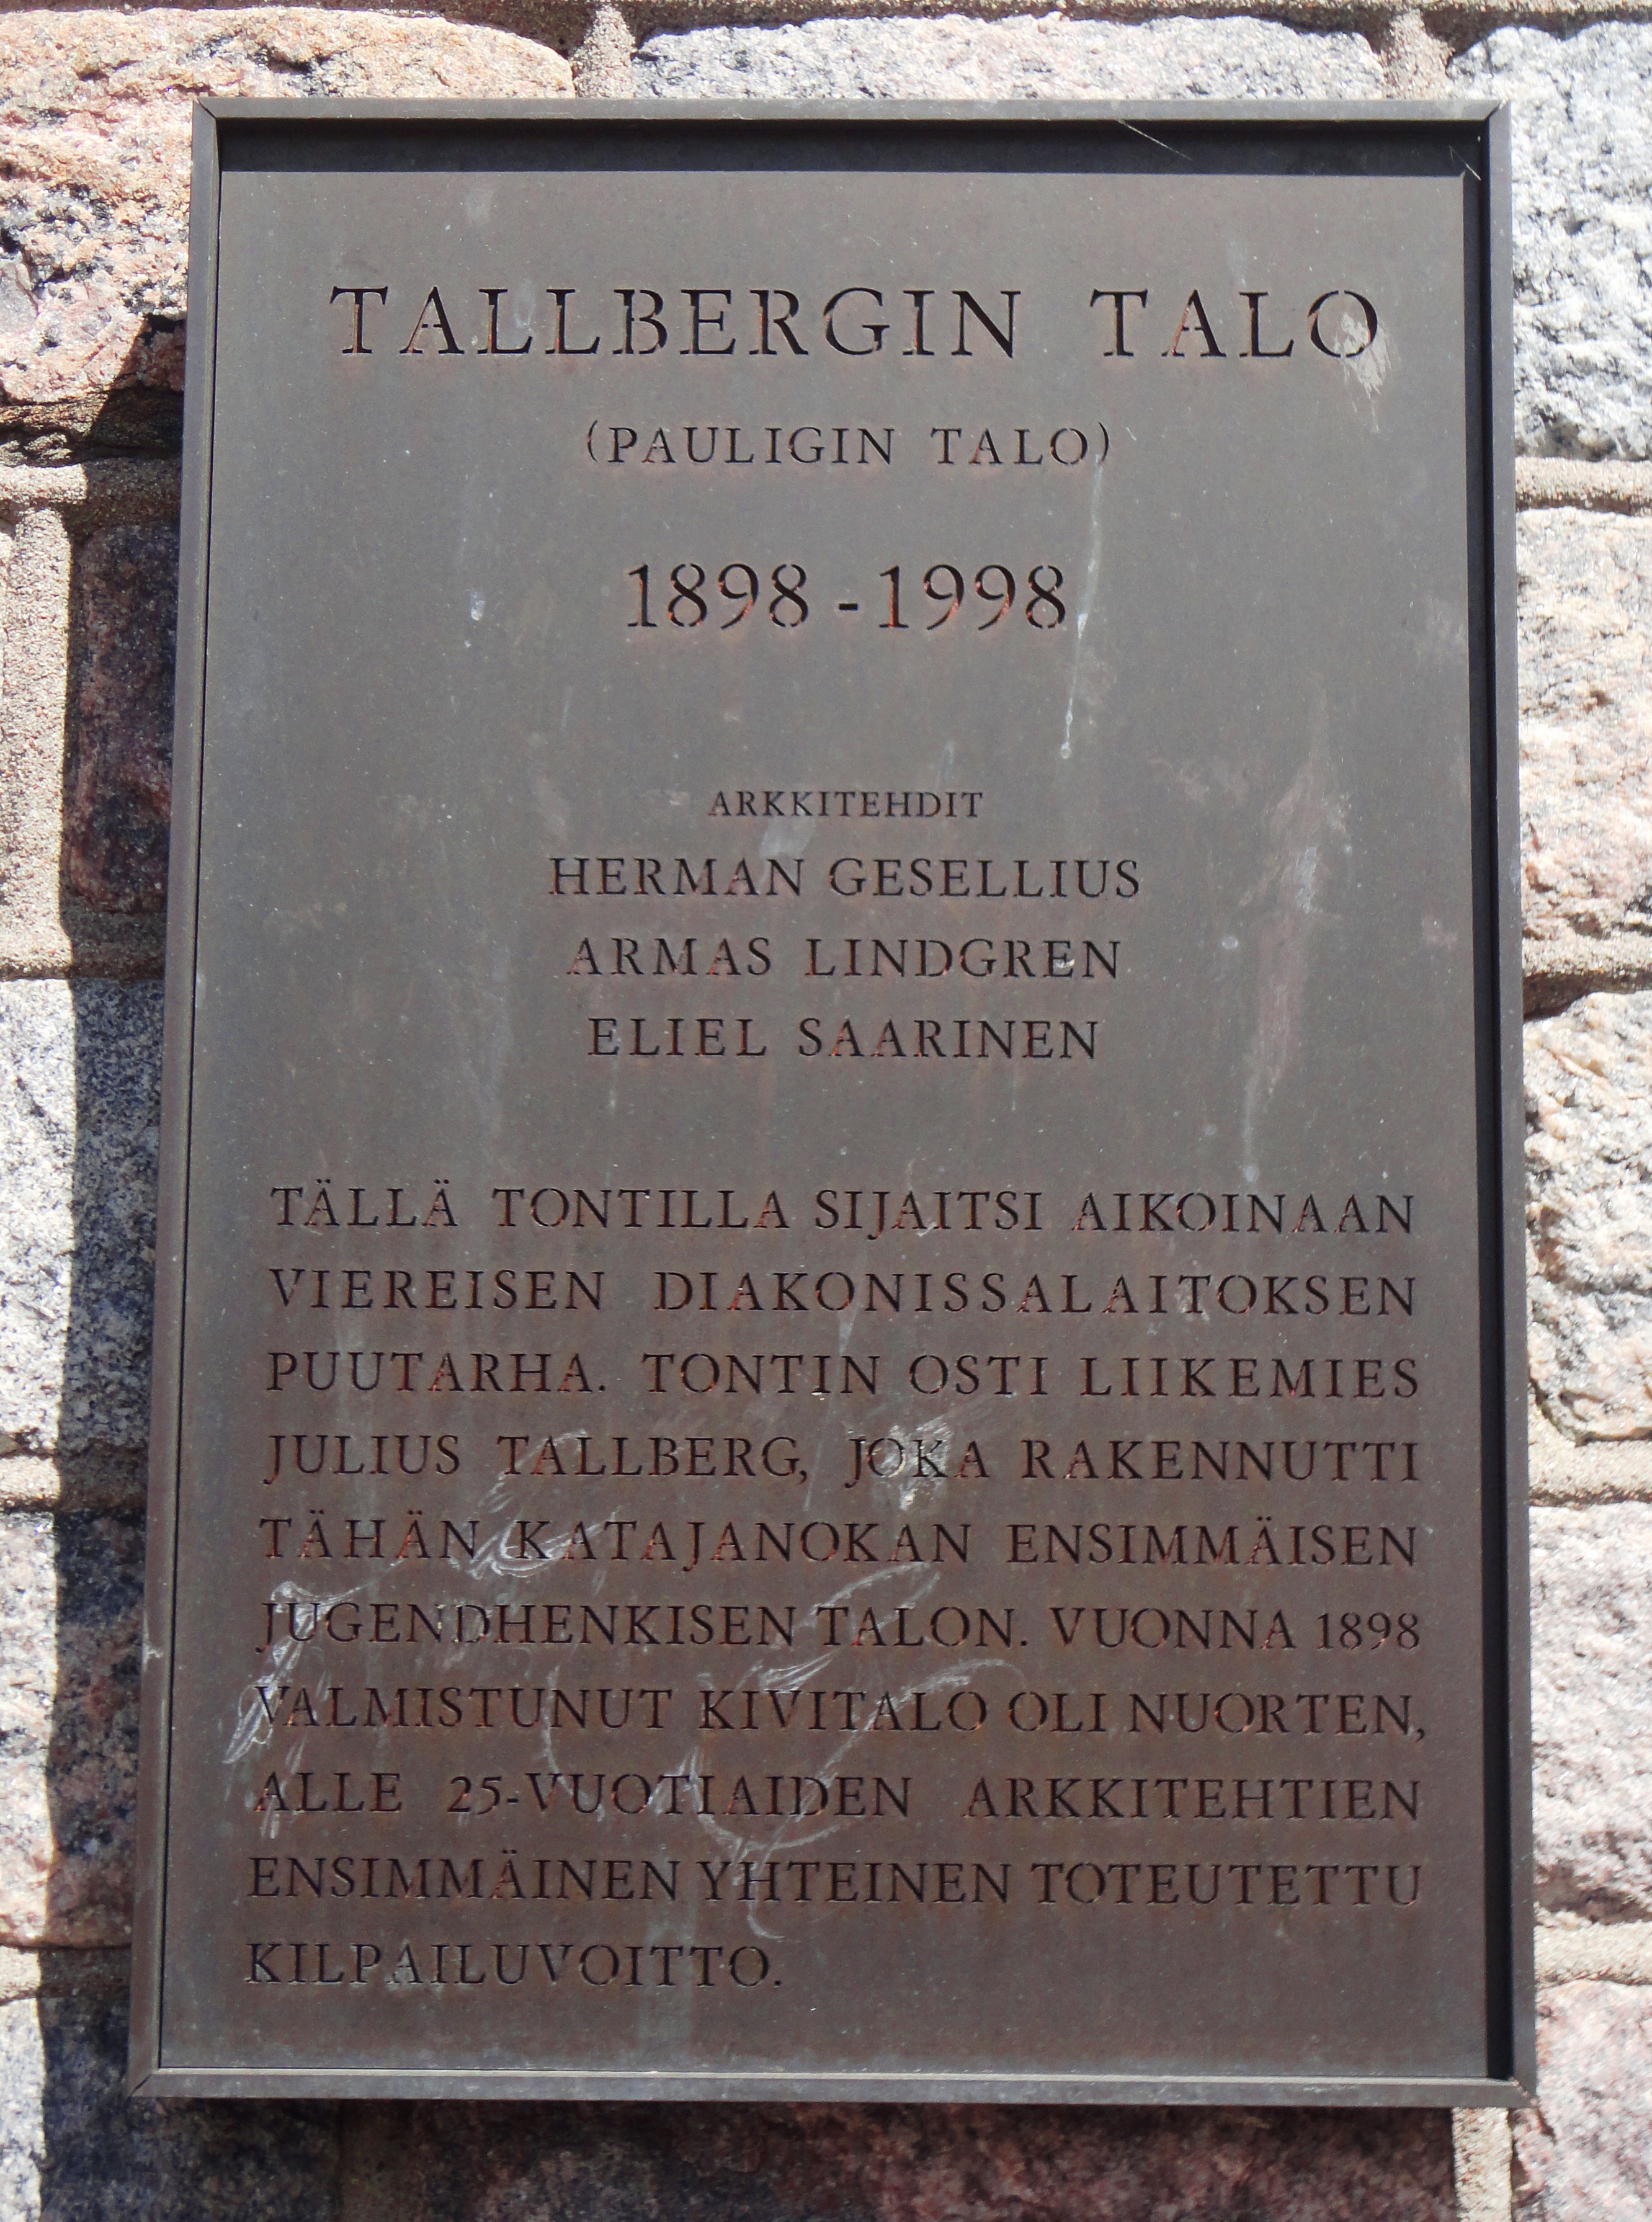 TALLBERGIN TALO
(PAULIGIN TALO)
1898 - 1998
ARKKITEHDIT
HERMAN GESELLIUS
ARMAS LINDGREN
ELIEL SAARINEN
TÄLLÄ TONTILLA SIJAITSI AIKOINAAN
VIEREISEN DIAKONISSALAITOKSEN
PUUTARHA. TONTIN OSTI LIIKEMIES
JULIUS TALLBERG, JOKA RAKENNUTTI
TÄHÄN KATAJANOKAN ENSIMMÄISEN
JUGENDHENKISEN TALON. VUONNA 1898
VALMISTUNUT KIVITALO OLI NUORTEN,
ALLE 25-VUOTIAIDEN ARKKITEHTIEN
ENSIMMÄINEN YHTEINEN TOTEUTETTU
KILPAILUVOITTO.